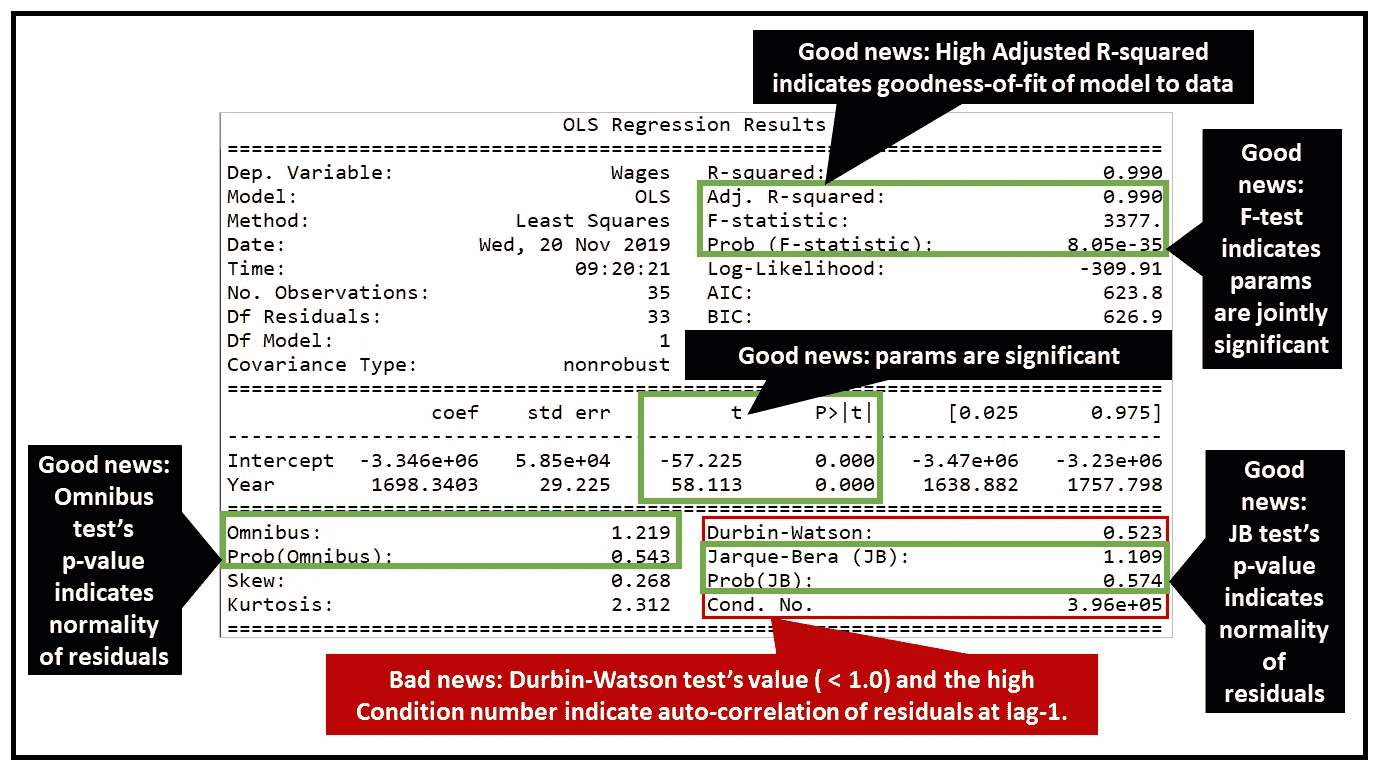 Good news: High Adjusted R-squared
indicates goodness-of-fit of model to data
OLS Regression Results
==============================================================================
Dep. Variable: Wages R-squared: 0.990
Model: OLS Adj. R-squared: 0.990
Method: Least Squares F-statistic: 3377.
Date: Wed, 20 Nov 2019 Prob (F-statistic): 8.05e-35
Time: 09:20:21 Log-Likelihood: -309.91
No. Observations: 35 AIC: 623.8
Df Residuals: 33 BIC: 626.9
Df Model: 1
Covariance Type: nonrobust
Good news: params are significant
==============================================================================
coef std err t P>|t| [0.025 0.975]
------------------------------------------------------------------------------
Intercept -3.346e+06 5.85e+04 -57.225 0.000 -3.47e+06 -3.23e+06
Year 1698.3403 29.225 58.113 0.000 1638.882 1757.798
==============================================================================
Omnibus: 1.219 Durbin-Watson: 0.523
Prob(Omnibus): 0.543 Jarque-Bera (JB): 1.109
Skew: 0.268 Prob(JB): 0.574
Kurtosis: 2.312 Cond. No. 3.96e+05
==============================================================================
Good
news:
F-test
indicates
params
are jointly
significant
Good news:
Omnibus
test’s
p-value
indicates
normality
of residuals
Good
news:
JB test’s
p-value
indicates
normality
of
residuals
Bad news: Durbin-Watson test’s value ( < 1.0) and the high
Condition number indicate auto-correlation of residuals at lag-1.